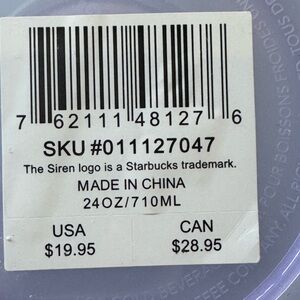 7 62111 48127 6
SKU #011127047
The Siren logo is a Starbucks trademark.
MADE IN CHINA
24OZ/710ML
USA CAN
$19.95 $28.95